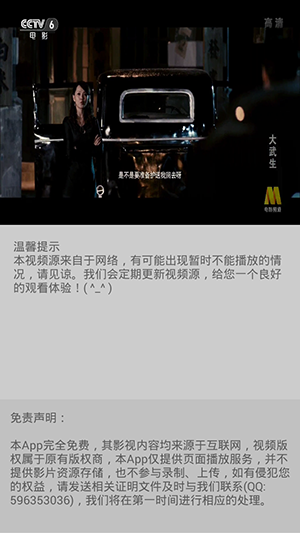 CCTV 6
高清
电影
大武生
是不是要准备护送我回去呀
M
电影频道
温馨提示
本视频源来自于网络，有可能出现暂时不能播放的情
况，请见谅。我们会定期更新视频源，给您一个良好
的观看体验！( ^_^ )
免责声明：
本App完全免费，其影视内容均来源于互联网，视频版
权属于原有版权商，本App仅提供页面播放服务，并不
提供影片资源存储，也不参与录制、上传，如有侵犯您
的权益，请发送相关证明文件及时与我们联系(QQ:
596353036)，我们将在第一时间进行相应的处理。